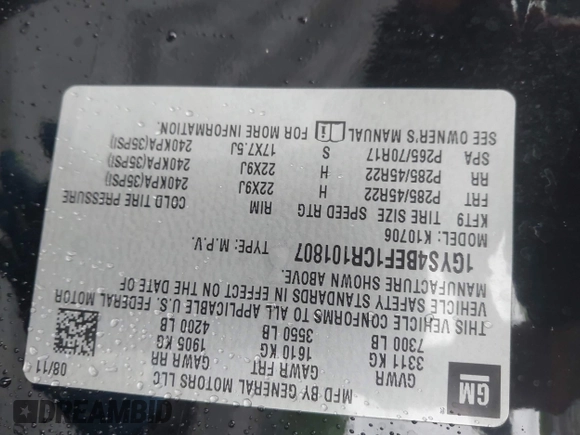 MFD BY GENERAL MOTORS LLC 08/11
GM
GVWR GAWR FRT GAWR RR
3311 KG 1610 KG 1905 KG
7300 LB 3550 LB 4200 LB
THIS VEHICLE CONFORMS TO ALL APPLICABLE U.S. FEDERAL MOTOR
VEHICLE SAFETY STANDARDS IN EFFECT ON THE DATE OF
MANUFACTURE SHOWN ABOVE.
1GYS4BEF1CR101807 TYPE: M.P.V.
MODEL: K10706
KFT9 TIRE SIZE SPEED RTG RIM COLD TIRE PRESSURE
FRT P285/45R22 H 22X9J 240KPA(35PSI)
RR P285/45R22 H 22X9J 240KPA(35PSI)
SPA P265/70R17 S 17X7.5J 240KPA(35PSI)
SEE OWNER'S MANUAL FOR MORE INFORMATION.
DREAMBID